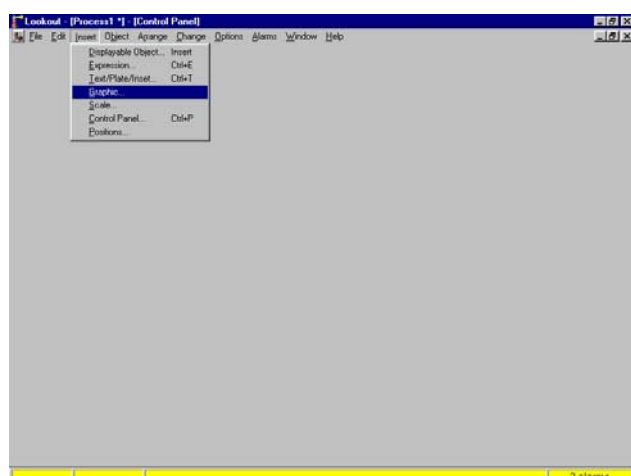 Lookout - [Process1 *] - [Control Panel]
File Edit Insert Object Arrange Change Options Alarms Window Help
Displayable Object... Insert
Expression... Ctrl+E
Text/Plate/Inset... Ctrl+T
Graphic...
Scale...
Control Panel... Ctrl+P
Positions...
alarms